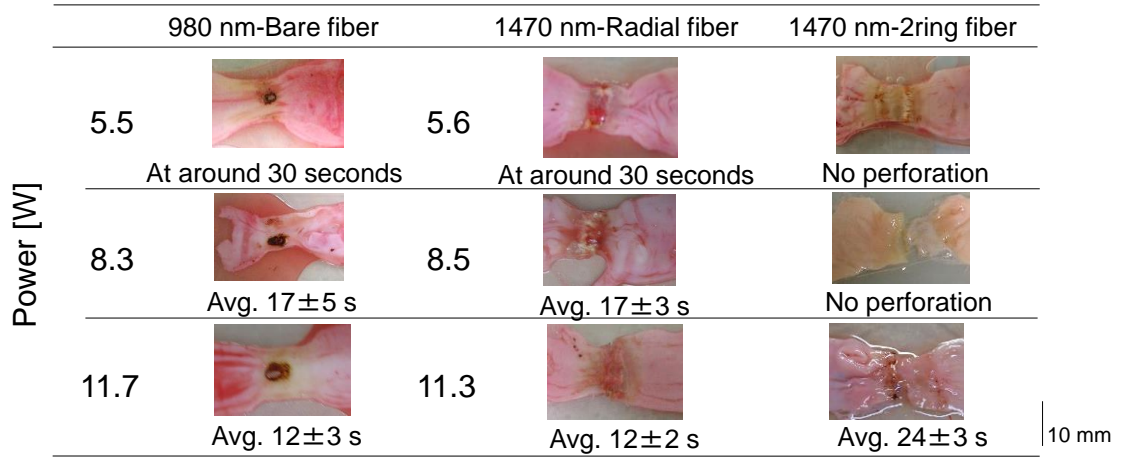 980 nm-Bare fiber 1470 nm-Radial fiber 1470 nm-2ring fiber
Power [W]
5.5 5.6
At around 30 seconds At around 30 seconds No perforation
8.3 8.5
Avg. 17±5 s Avg. 17±3 s No perforation
11.7 11.3
Avg. 12±3 s Avg. 12±2 s Avg. 24±3 s
10 mm